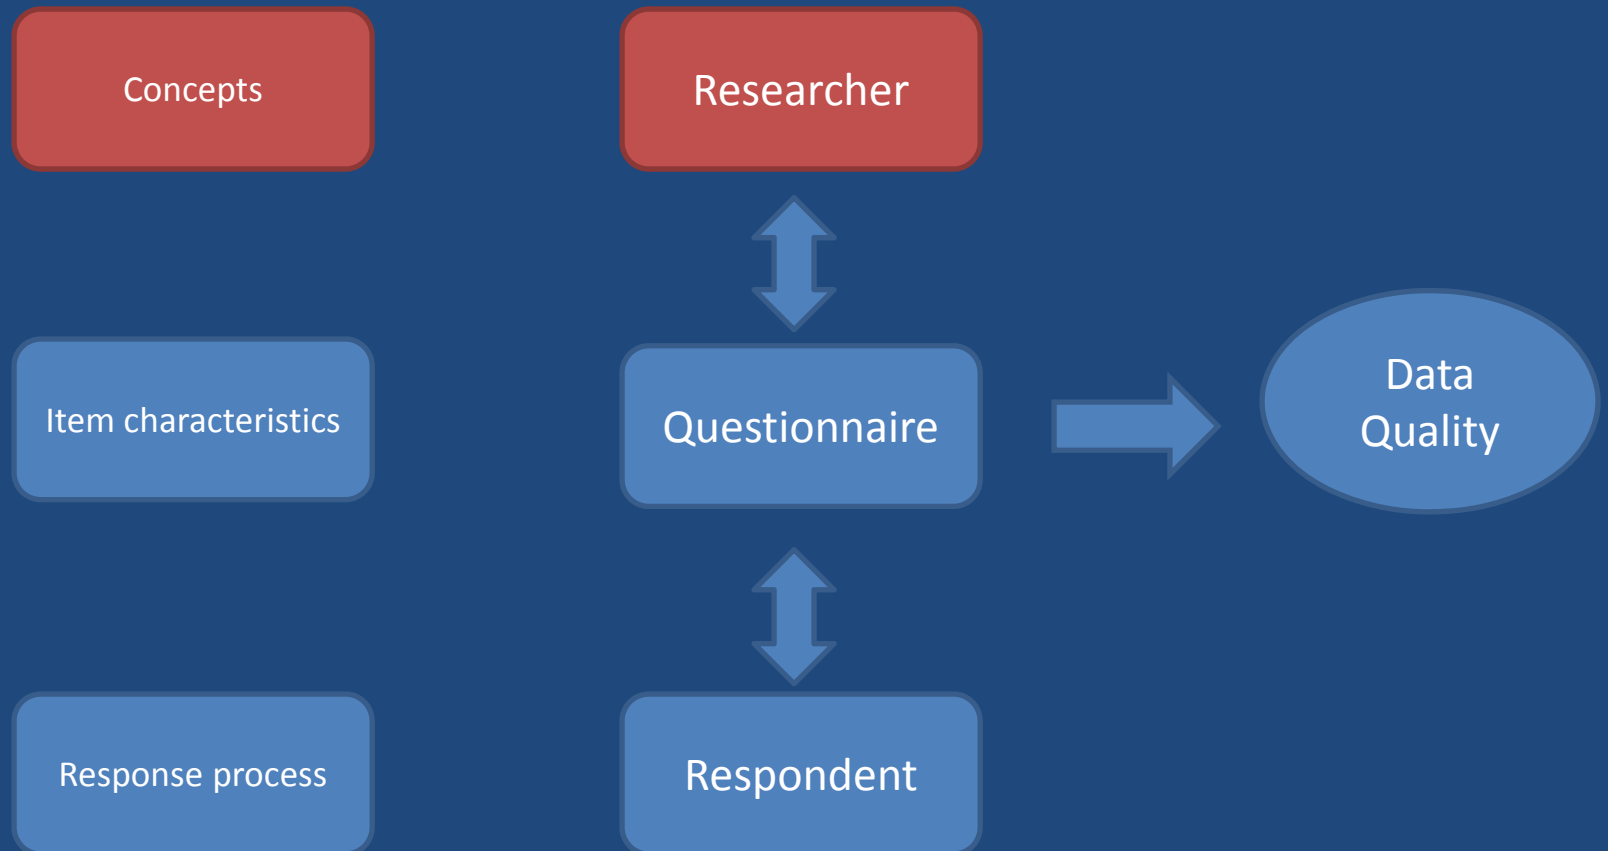 Concepts
Researcher
Item characteristics
Questionnaire
Data
Quality
Response process
Respondent